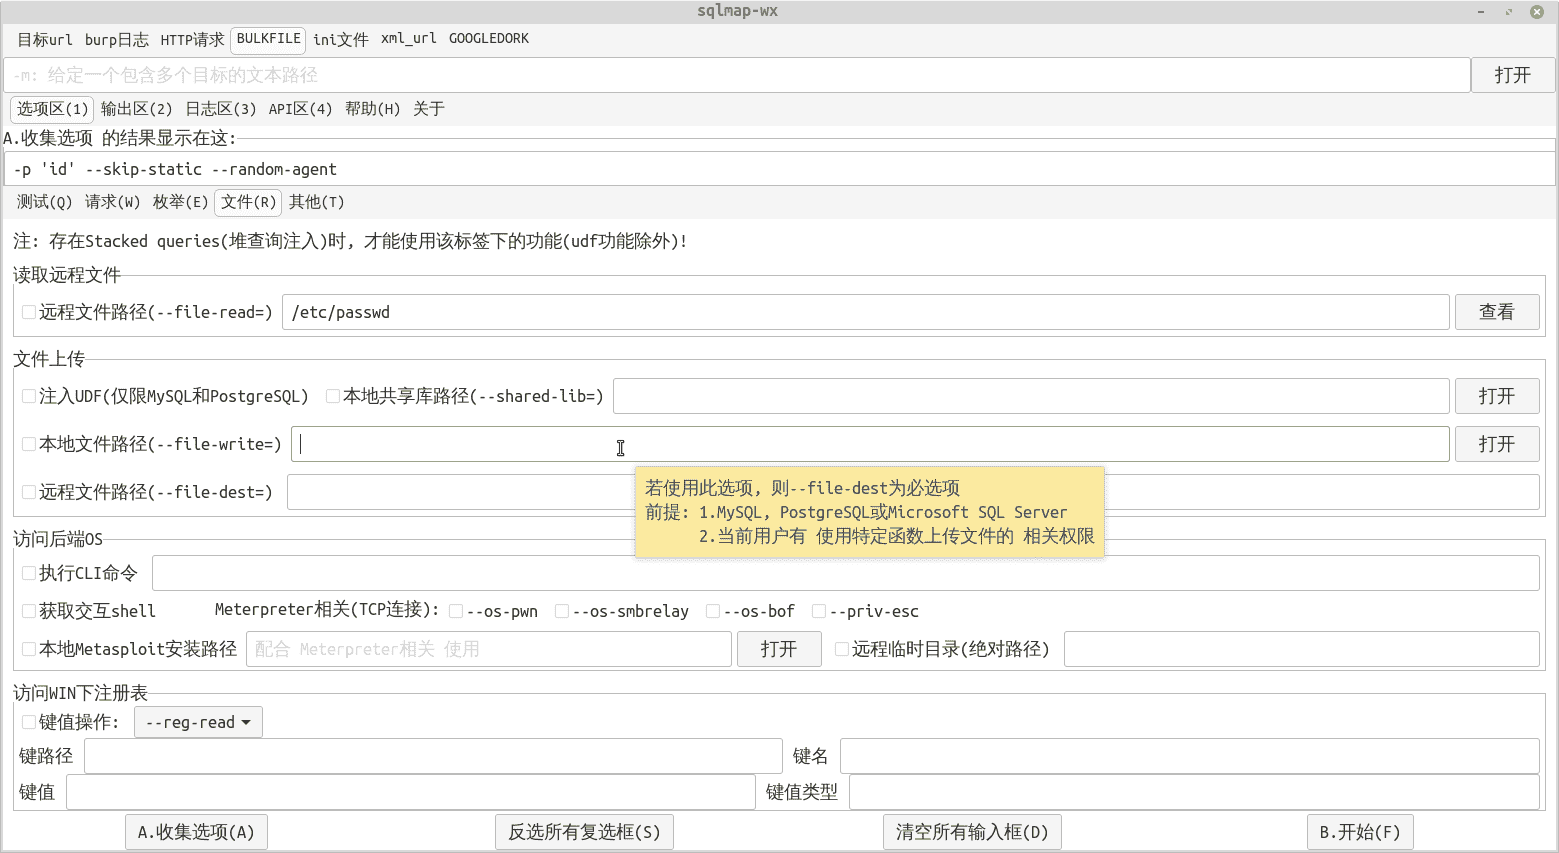 sqlmap-wx
目标url burp日志 HTTP请求 BULKFILE ini文件 xml_url GOOGLEDORK
-m: 给定一个包含多个目标的文本路径 打开
选项区(1) 输出区(2) 日志区(3) API区(4) 帮助(H) 关于
A.收集选项 的结果显示在这:
-p 'id' --skip-static --random-agent
测试(Q) 请求(W) 枚举(E) 文件(R) 其他(T)
注: 存在Stacked queries(堆查询注入)时, 才能使用该标签下的功能(udf功能除外)!
读取远程文件
远程文件路径(--file-read=) /etc/passwd 查看
文件上传
注入UDF(仅限MySQL和PostgreSQL) 本地共享库路径(--shared-lib=) 打开
本地文件路径(--file-write=) 打开
远程文件路径(--file-dest=)
若使用此选项, 则--file-dest为必选项
前提: 1.MySQL, PostgreSQL或Microsoft SQL Server
2.当前用户有 使用特定函数上传文件的 相关权限
访问后端OS
执行CLI命令
获取交互shell Meterpreter相关(TCP连接): --os-pwn --os-smbrelay --os-bof --priv-esc
本地Metasploit安装路径 配合 Meterpreter相关 使用 打开 远程临时目录(绝对路径)
访问WIN下注册表
键值操作: --reg-read
键路径 键名
键值 键值类型
A.收集选项(A) 反选所有复选框(S) 清空所有输入框(D) B.开始(F)